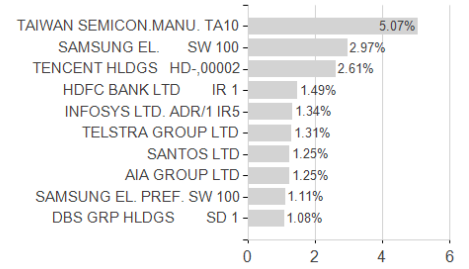 TAIWAN SEMICON.MANU. TA10 5.07%
SAMSUNG EL. SW 100 2.97%
TENCENT HLDGS HD-,00002 2.61%
HDFC BANK LTD IR 1 1.49%
INFOSYS LTD. ADR/1 IR5 1.34%
TELSTRA GROUP LTD 1.31%
SANTOS LTD 1.25%
AIA GROUP LTD 1.25%
SAMSUNG EL. PREF. SW 100 1.11%
DBS GRP HLDGS SD 1 1.08%
0 2 4 6